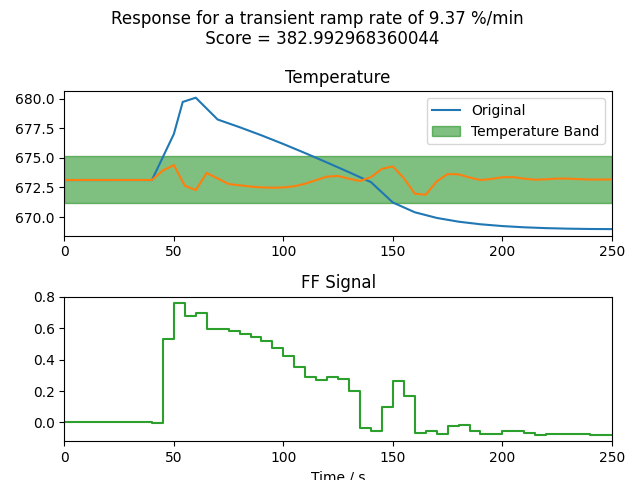 Response for a transient ramp rate of 9.37 %/min
Score = 382.992968360044
Temperature
680.0
677.5
675.0
672.5
670.0
Original
Temperature Band
0 50 100 150 200 250
FF Signal
0.8
0.6
0.4
0.2
0.0
0 50 100 150 200 250
Time / s